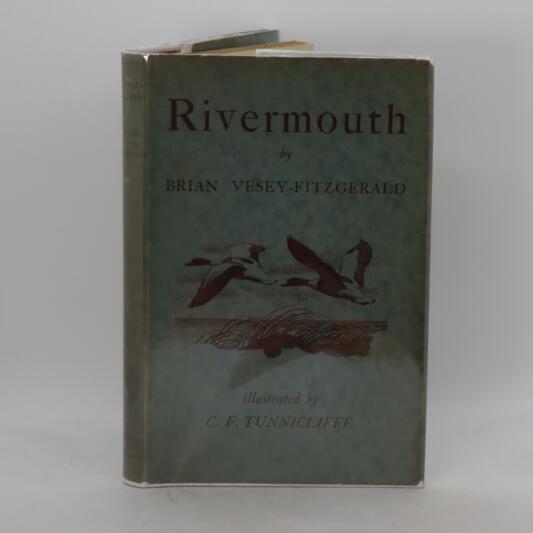 Rivermouth
by
BRIAN VESEY-FITZGERALD
illustrated by
C. F. TUNNICLIFFE